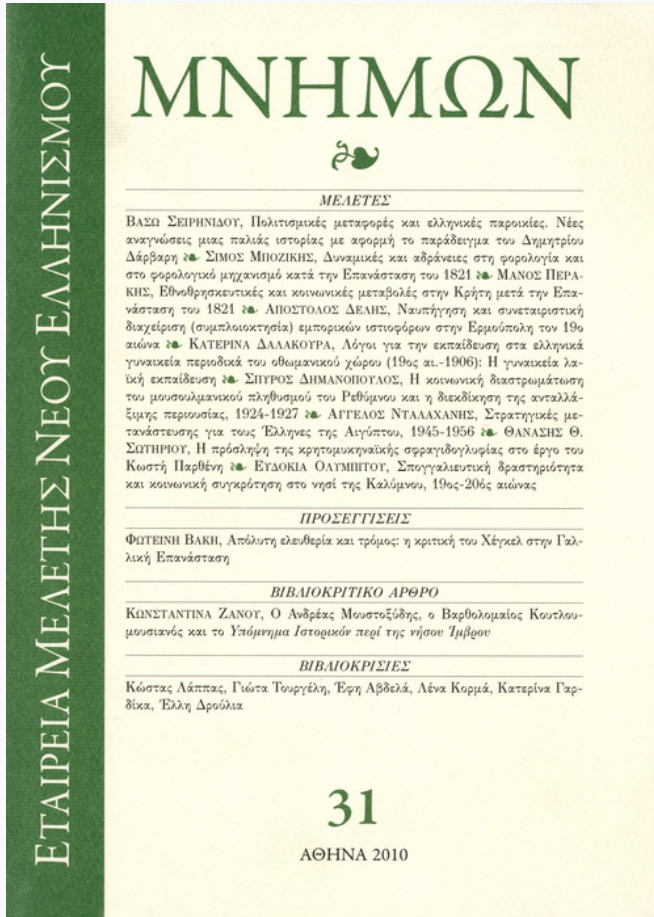 ΕΤΑΙΡΕΙΑ ΜΕΛΕΤΗΣ ΝΕΟΥ ΕΛΛΗΝΙΣΜΟΥ
ΜΝΗΜΩΝ
ΜΕΛΕΤΕΣ
ΒΑΣΩ ΣΕΙΡΗΝΙΔΟΥ, Πολιτισμικές μεταφορές και ελληνικές παροικίες. Νέες
αναγνώσεις μιας παλιάς ιστορίας με αφορμή το παράδειγμα του Δημητρίου
Δάρβαρη ❧ ΣΙΜΟΣ ΜΠΟΖΙΚΗΣ, Δυναμικές και αδράνειες στη φορολογία και
στο φορολογικό μηχανισμό κατά την Επανάσταση του 1821 ❧ ΜΑΝΟΣ ΠΕΡΑ-
ΚΗΣ, Εθνοθρησκευτικές και κοινωνικές μεταβολές στην Κρήτη μετά την Επα-
νάσταση του 1821 ❧ ΑΠΟΣΤΟΛΟΣ ΔΕΛΗΣ, Ναυπήγηση και συνεταιριστική
διαχείριση (συμπλοιοκτησία) εμπορικών ιστιοφόρων στην Ερμούπολη τον 19ο
αιώνα ❧ ΚΑΤΕΡΙΝΑ ΔΑΛΑΚΟΥΡΑ, Λόγοι για την εκπαίδευση στα ελληνικά
γυναικεία περιοδικά του οθωμανικού χώρου (19ος αι.-1906): Η γυναικεία λα-
ϊκή εκπαίδευση ❧ ΣΠΥΡΟΣ ΔΗΜΑΝΟΠΟΥΛΟΣ, Η κοινωνική διαστρωμάτωση
του μουσουλμανικού πληθυσμού του Ρεθύμνου και η διεκδίκηση της ανταλλά-
ξιμης περιουσίας, 1924-1927 ❧ ΑΓΓΕΛΟΣ ΝΤΑΛΑΧΑΝΗΣ, Στρατηγικές με-
τανάστευσης για τους Έλληνες της Αιγύπτου, 1945-1956 ❧ ΘΑΝΑΣΗΣ Θ.
ΣΩΤΗΡΙΟΥ, Η πρόσληψη της κρητομυκηναϊκής σφραγιδογλυφίας στο έργο του
Κωστή Παρθένη ❧ ΕΥΔΟΚΙΑ ΟΛΥΜΠΙΤΟΥ, Σπογγαλιευτική δραστηριότητα
και κοινωνική συγκρότηση στο νησί της Καλύμνου, 19ος-20ός αιώνας
ΠΡΟΣΕΓΓΙΣΕΙΣ
ΦΩΤΕΙΝΗ ΒΑΚΗ, Απόλυτη ελευθερία και τρόμος: η κριτική του Χέγκελ στην Γαλ-
λική Επανάσταση
ΒΙΒΛΙΟΚΡΙΤΙΚΟ ΑΡΘΡΟ
ΚΩΝΣΤΑΝΤΙΝΑ ΖΑΝΟΥ, Ο Ανδρέας Μουστοξύδης, ο Βαρθολομαίος Κουτλου-
μουσιανός και το Υπόμνημα Ιστορικόν περί της νήσου Ίμβρου
ΒΙΒΛΙΟΚΡΙΣΙΕΣ
Κώστας Λάππας, Γιώτα Τουργέλη, Έφη Αβδελά, Λένα Κορμά, Κατερίνα Γαρ-
δίκα, Έλλη Δρούλια
31
ΑΘΗΝΑ 2010